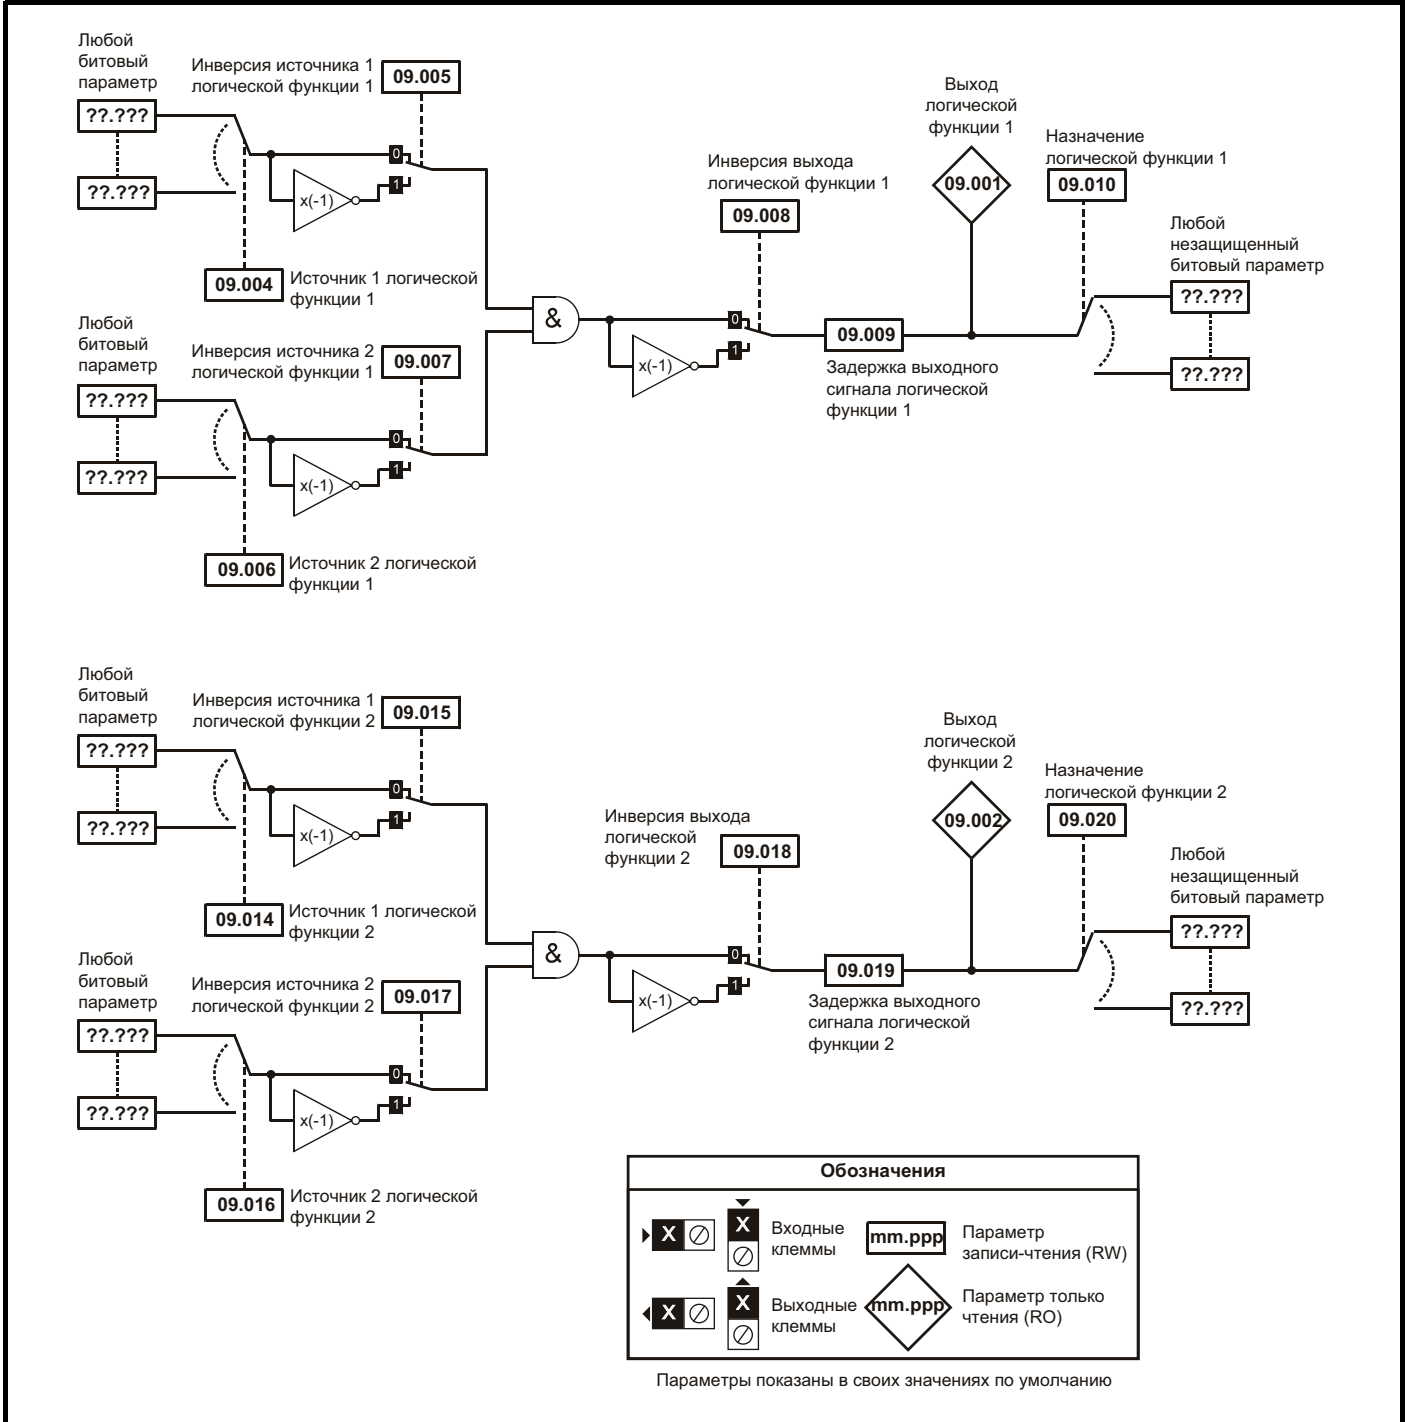 Любой
битовый
параметр
Инверсия источника 1
логической функции 1
09.005
??.???
??.???
0
1
x(-1)
09.004
Источник 1 логической
функции 1
Любой
битовый
параметр
Инверсия источника 2
логической функции 1
09.007
??.???
??.???
0
1
x(-1)
09.006
Источник 2 логической
функции 1
&
Инверсия выхода
логической функции 1
09.008
0
1
x(-1)
09.009
Задержка выходного
сигнала логической
функции 1
Выход
логической
функции 1
09.001
Назначение
логической функции 1
09.010
Любой
незащищенный
битовый параметр
??.???
??.???
Любой
битовый
параметр
Инверсия источника 1
логической функции 2
09.015
??.???
??.???
0
1
x(-1)
09.014
Источник 1 логической
функции 2
Любой
битовый
параметр
Инверсия источника 2
логической функции 2
09.017
??.???
??.???
0
1
x(-1)
09.016
Источник 2 логической
функции 2
&
Инверсия выхода
логической
функции 2
09.018
0
1
x(-1)
09.019
Задержка выходного
сигнала логической
функции 2
Выход
логической
функции 2
09.002
Назначение
логической функции 2
09.020
Любой
незащищенный
битовый параметр
??.???
??.???
Обозначения
X
X
Входные
клеммы
mm.ppp
Параметр
записи-чтения (RW)
X
X
Выходные
клеммы
mm.ppp
Параметр только
чтения (RO)
Параметры показаны в своих значениях по умолчанию